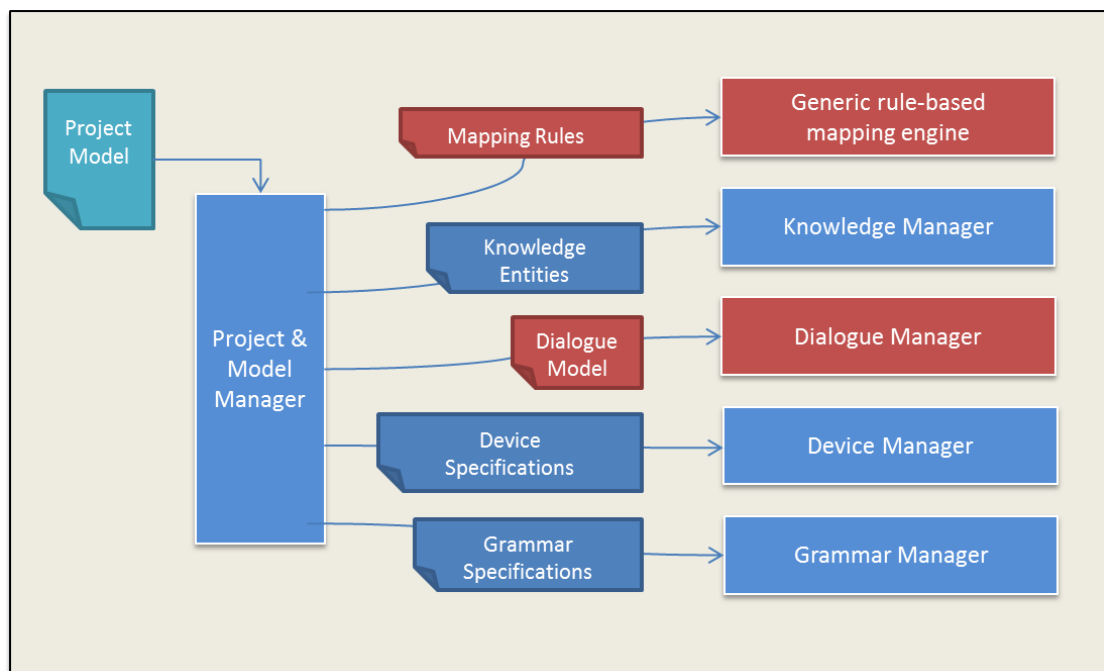 Project
Model
Mapping Rules
Generic rule-based
mapping engine
Knowledge
Entities
Knowledge Manager
Project &
Model
Manager
Dialogue
Model
Dialogue Manager
Device
Specifications
Device Manager
Grammar
Specifications
Grammar Manager